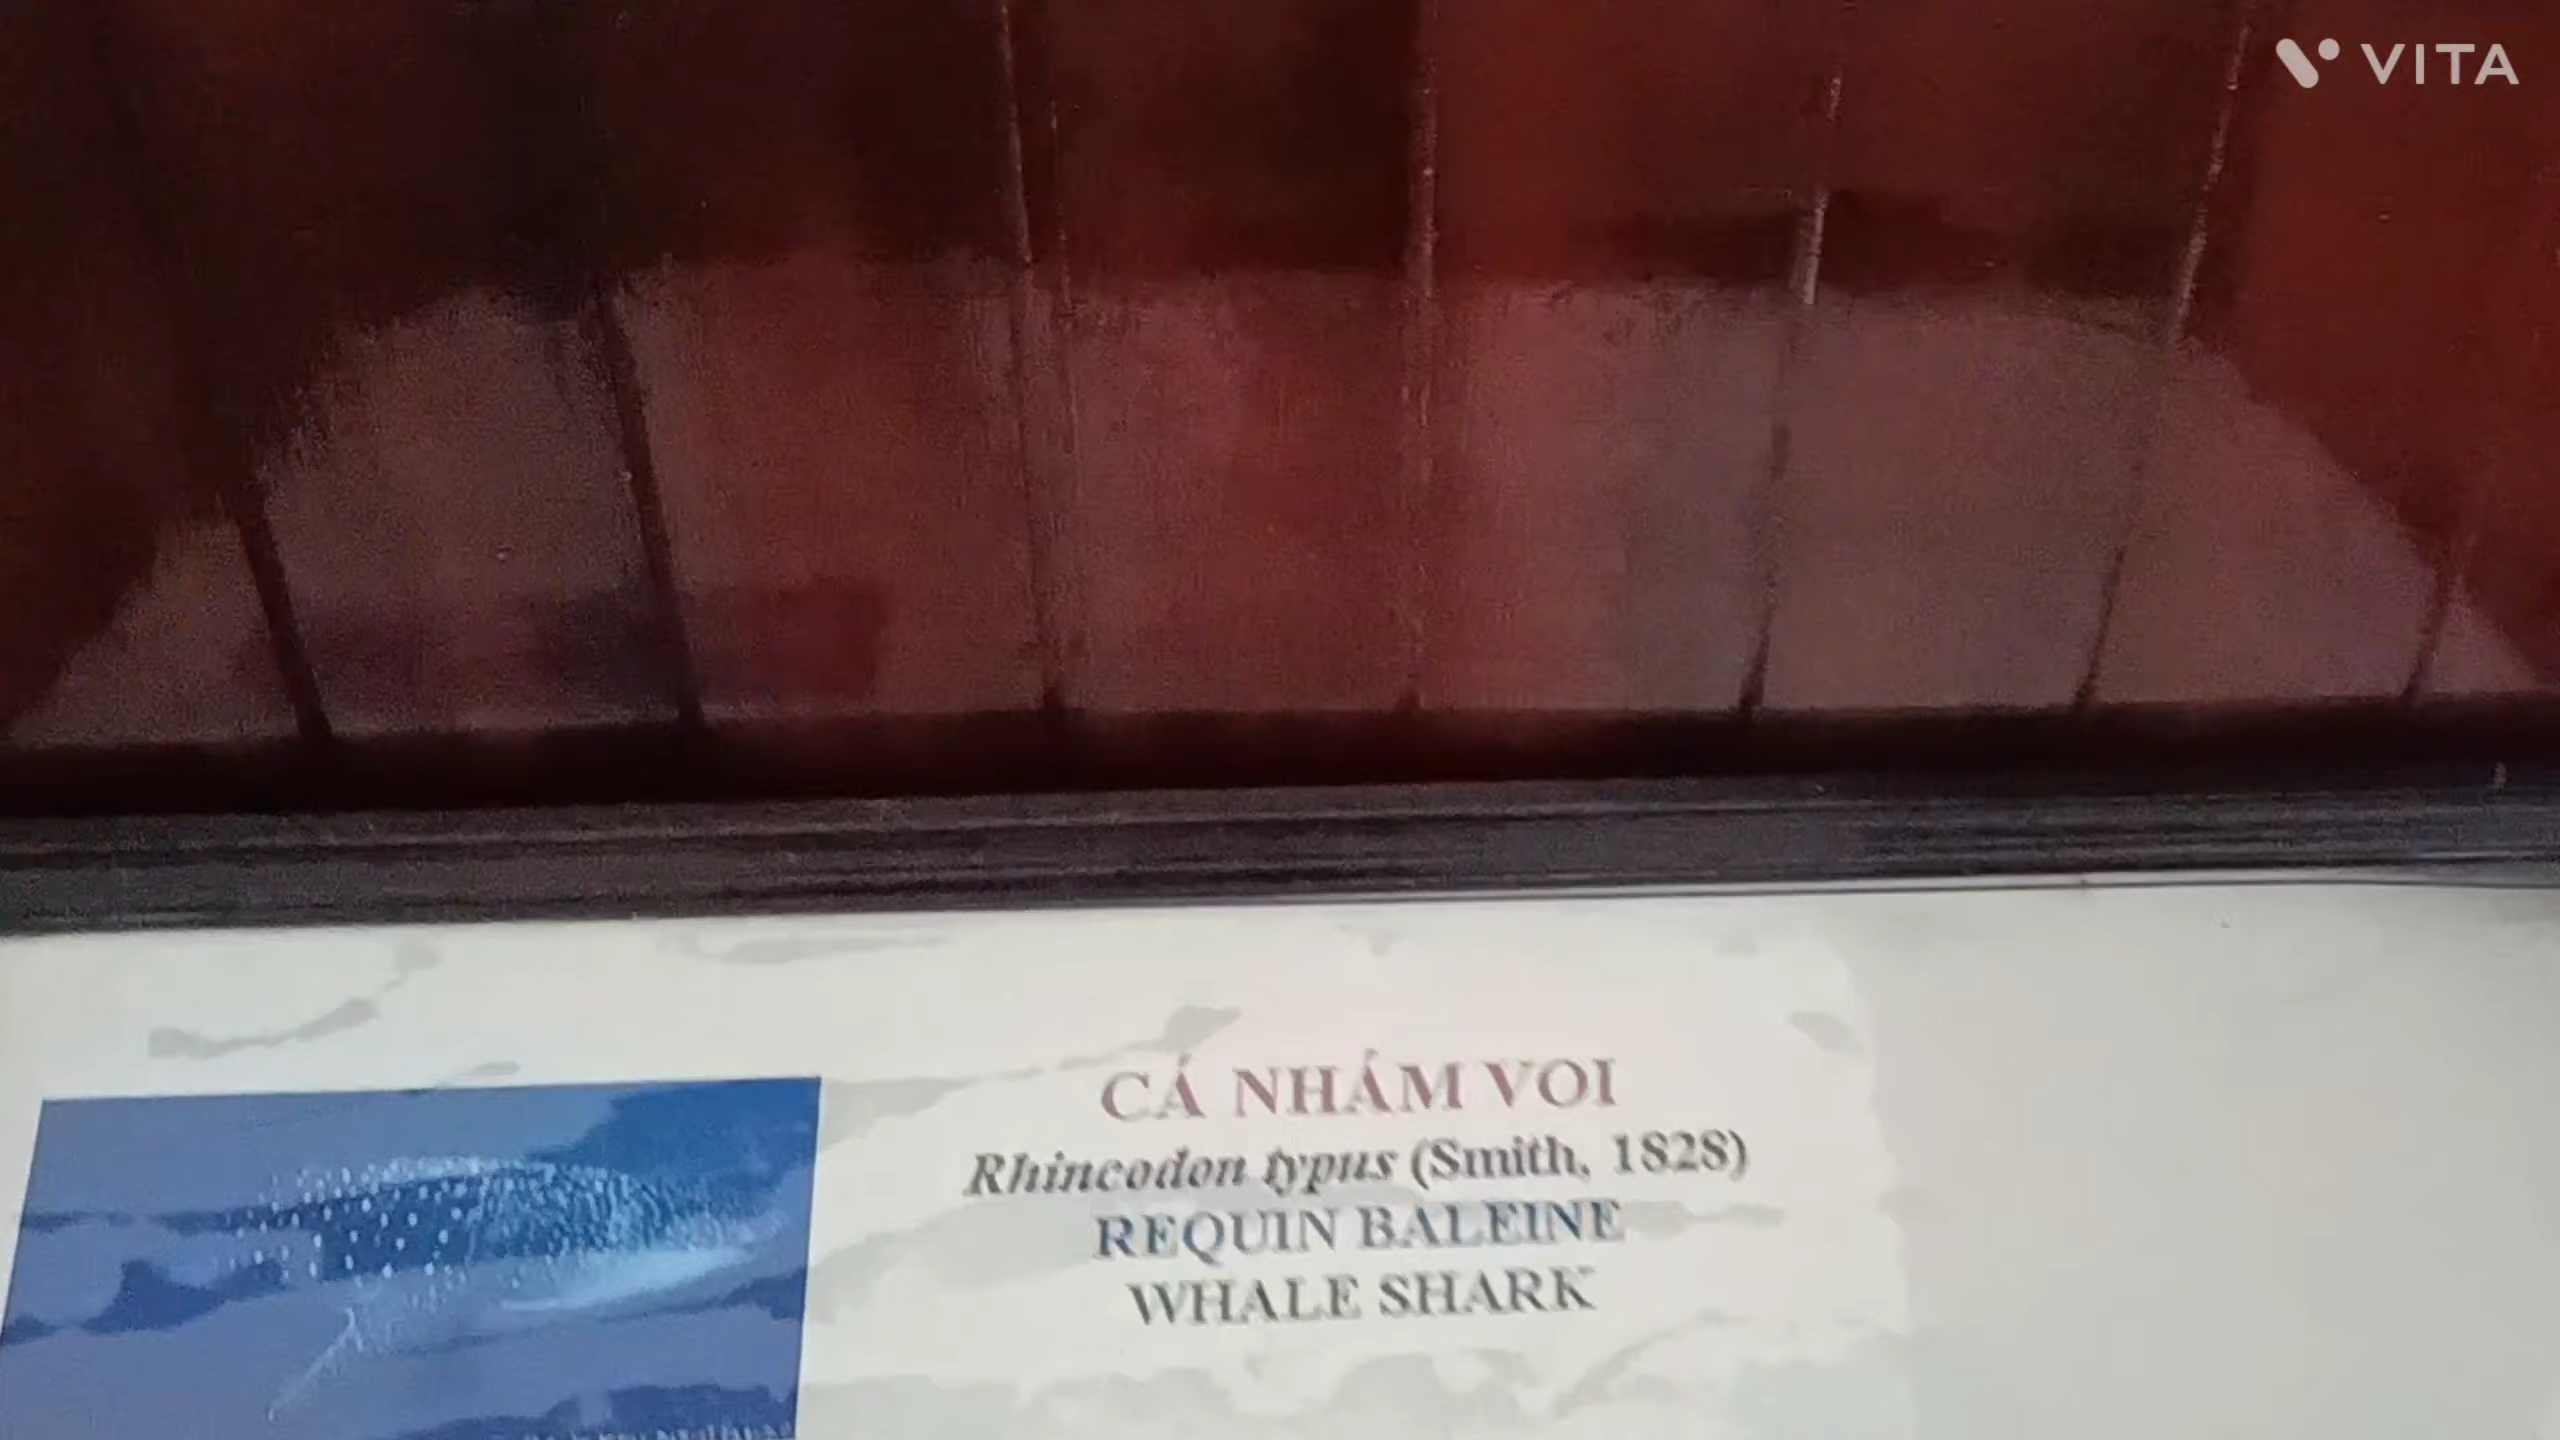 VITA
CÁ NHÁM VOI
Rhincodon typus (Smith, 1828)
REQUIN BALEINE
WHALE SHARK